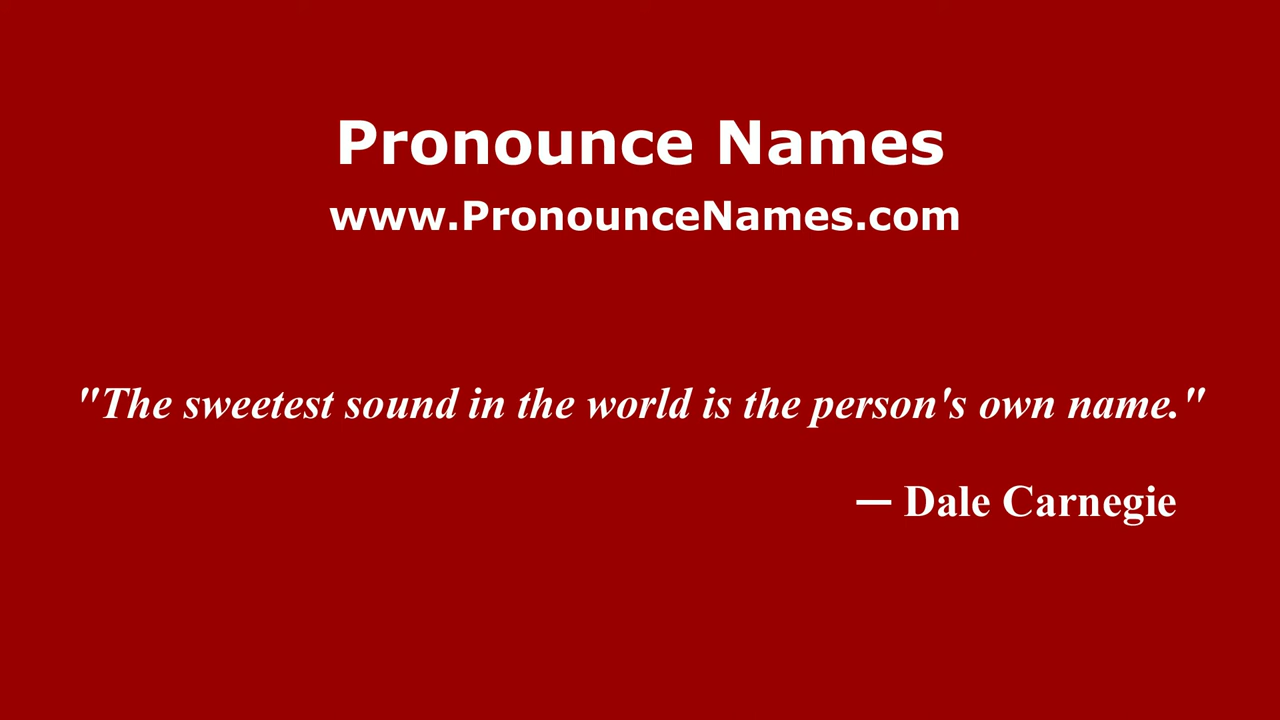 Pronounce Names
www.PronounceNames.com
"The sweetest sound in the world is the person's own name."
— Dale Carnegie